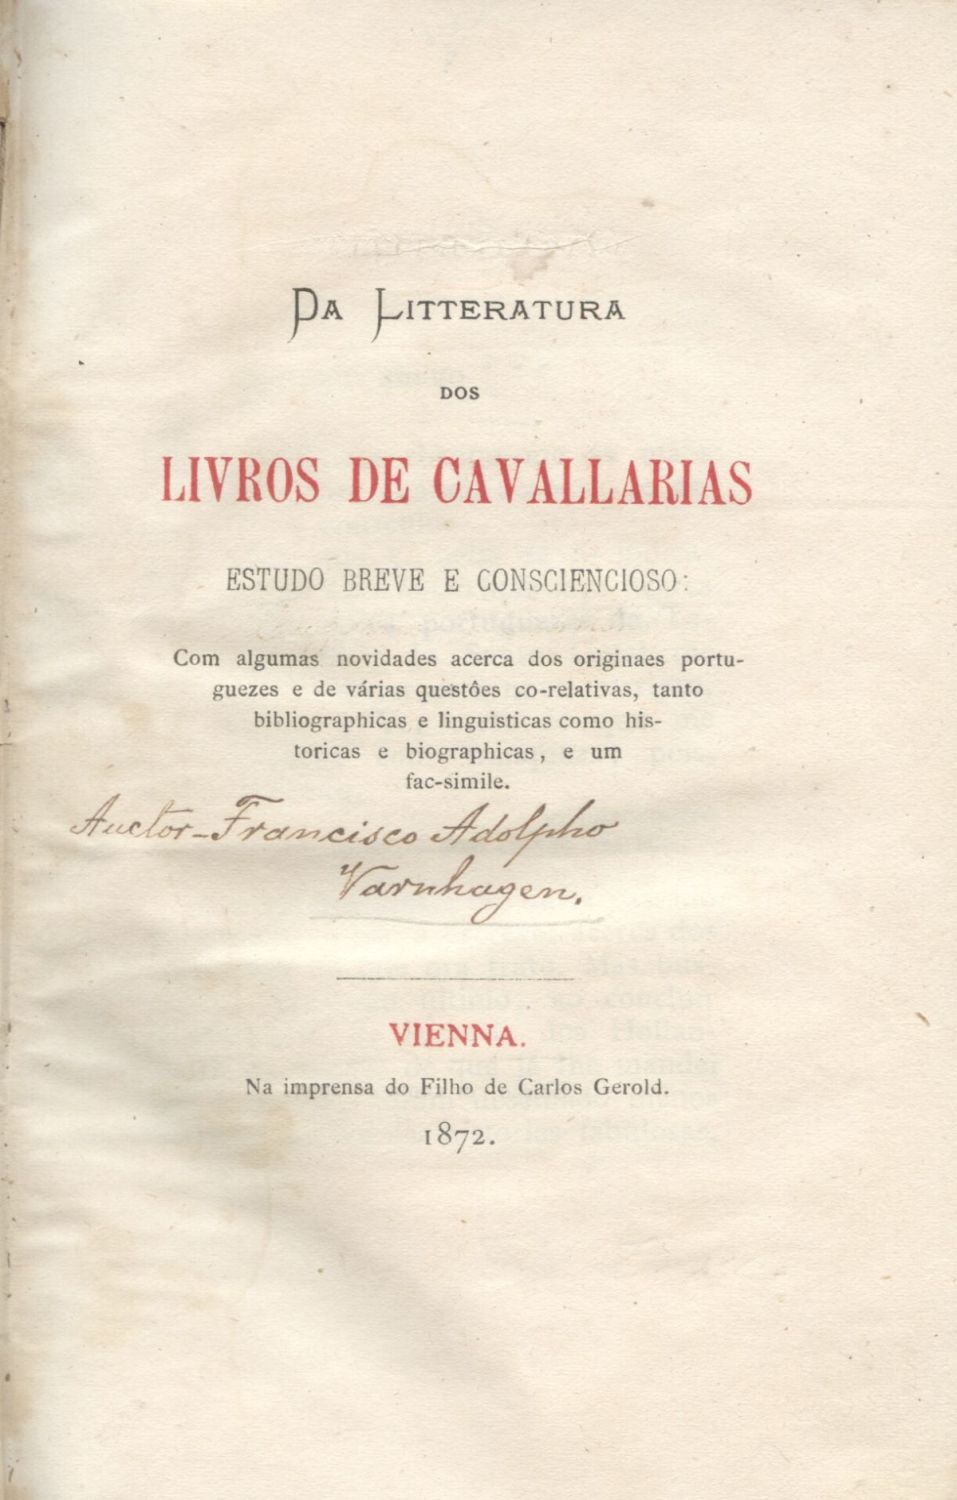 Da Litteratura
DOS
LIVROS DE CAVALLARIAS
ESTUDO BREVE E CONSCIENCIOSO:
Com algumas novidades acerca dos originaes portu-
guezes e de várias questôes co-relativas, tanto
bibliographicas e linguisticas como his-
toricas e biographicas, e um
fac-simile.
Auctor-Francisco Adolpho
Varnhagen.
VIENNA.
Na imprensa do Filho de Carlos Gerold.
1872.